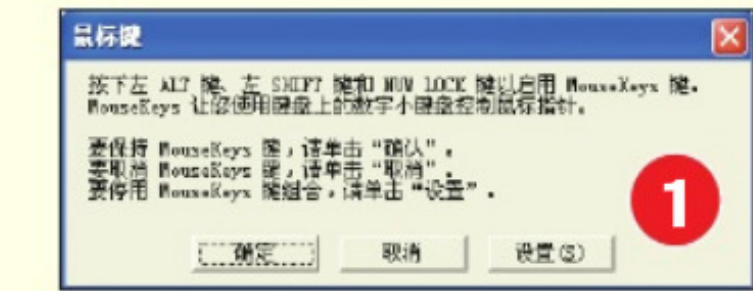 鼠标键
按下左 ALT 键、左 SHIFT 键和 NUM LOCK 键以启用 MouseKeys 键。
MouseKeys 让你使用键盘上的数字小键盘控制鼠标指针。
要保持 MouseKeys 键，请单击“确认”。
要取消 MouseKeys 键，请单击“取消”。
要停用 MouseKeys 键组合，请单击“设置”。
确定 取消 设置(S)
1